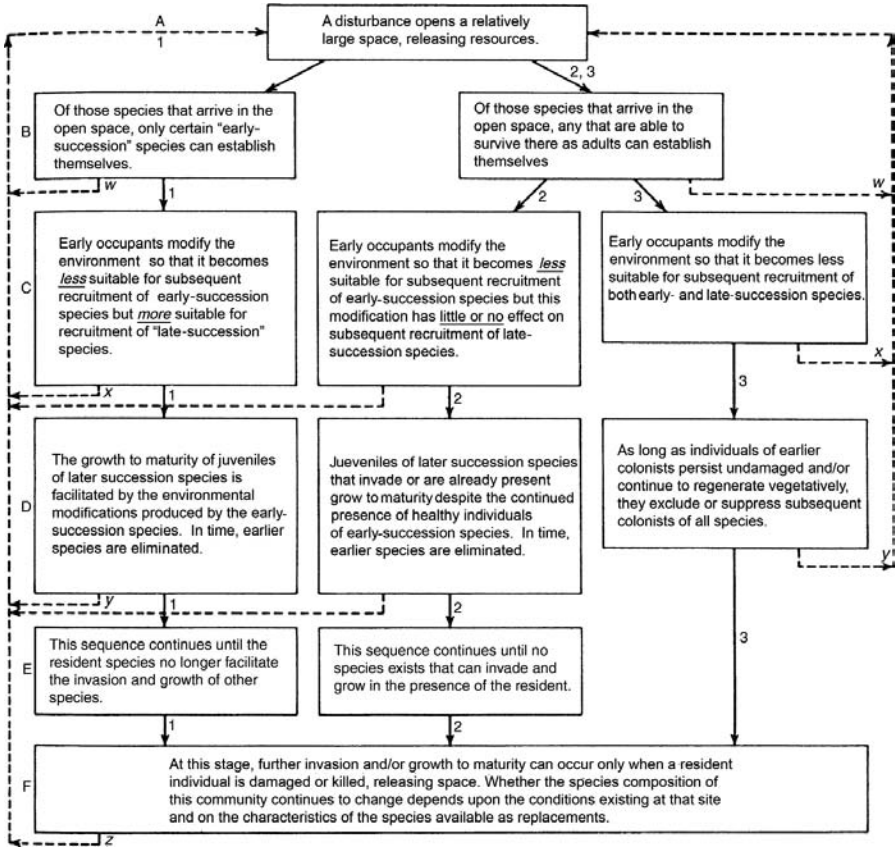 A
1
A disturbance opens a relatively
large space, releasing resources.
2, 3
B
Of those species that arrive in the
open space, only certain "early-
succession" species can establish
themselves.
Of those species that arrive in the
open space, any that are able to
survive there as adults can establish
themselves
w
1
2
3
w
C
Early occupants modify the
environment so that it becomes
less suitable for subsequent
recruitment of early-succession
species but more suitable for
recruitment of "late-succession"
species.
Early occupants modify the
environment so that it becomes less
suitable for subsequent recruitment
of early-succession species but this
modification has little or no effect on
subsequent recruitment of late-
succession species.
Early occupants modify the
environment so that it becomes less
suitable for subsequent recruitment of
both early- and late-succession species.
x
1
2
3
x
D
The growth to maturity of juveniles
of later succession species is
facilitated by the environmental
modifications produced by the early-
succession species. In time, earlier
species are eliminated.
Jueveniles of later succession species
that invade or are already present
grow to maturity despite the continued
presence of healthy individuals
of early-succession species. In time,
earlier species are eliminated.
As long as individuals of earlier
colonists persist undamaged and/or
continue to regenerate vegetatively,
they exclude or suppress subsequent
colonists of all species.
y
1
2
y
E
This sequence continues until the
resident species no longer facilitate
the invasion and growth of other
species.
This sequence continues until no
species exists that can invade and
grow in the presence of the resident.
3
1
2
F
At this stage, further invasion and/or growth to maturity can occur only when a resident
individual is damaged or killed, releasing space. Whether the species composition of
this community continues to change depends upon the conditions existing at that site
and on the characteristics of the species available as replacements.
z